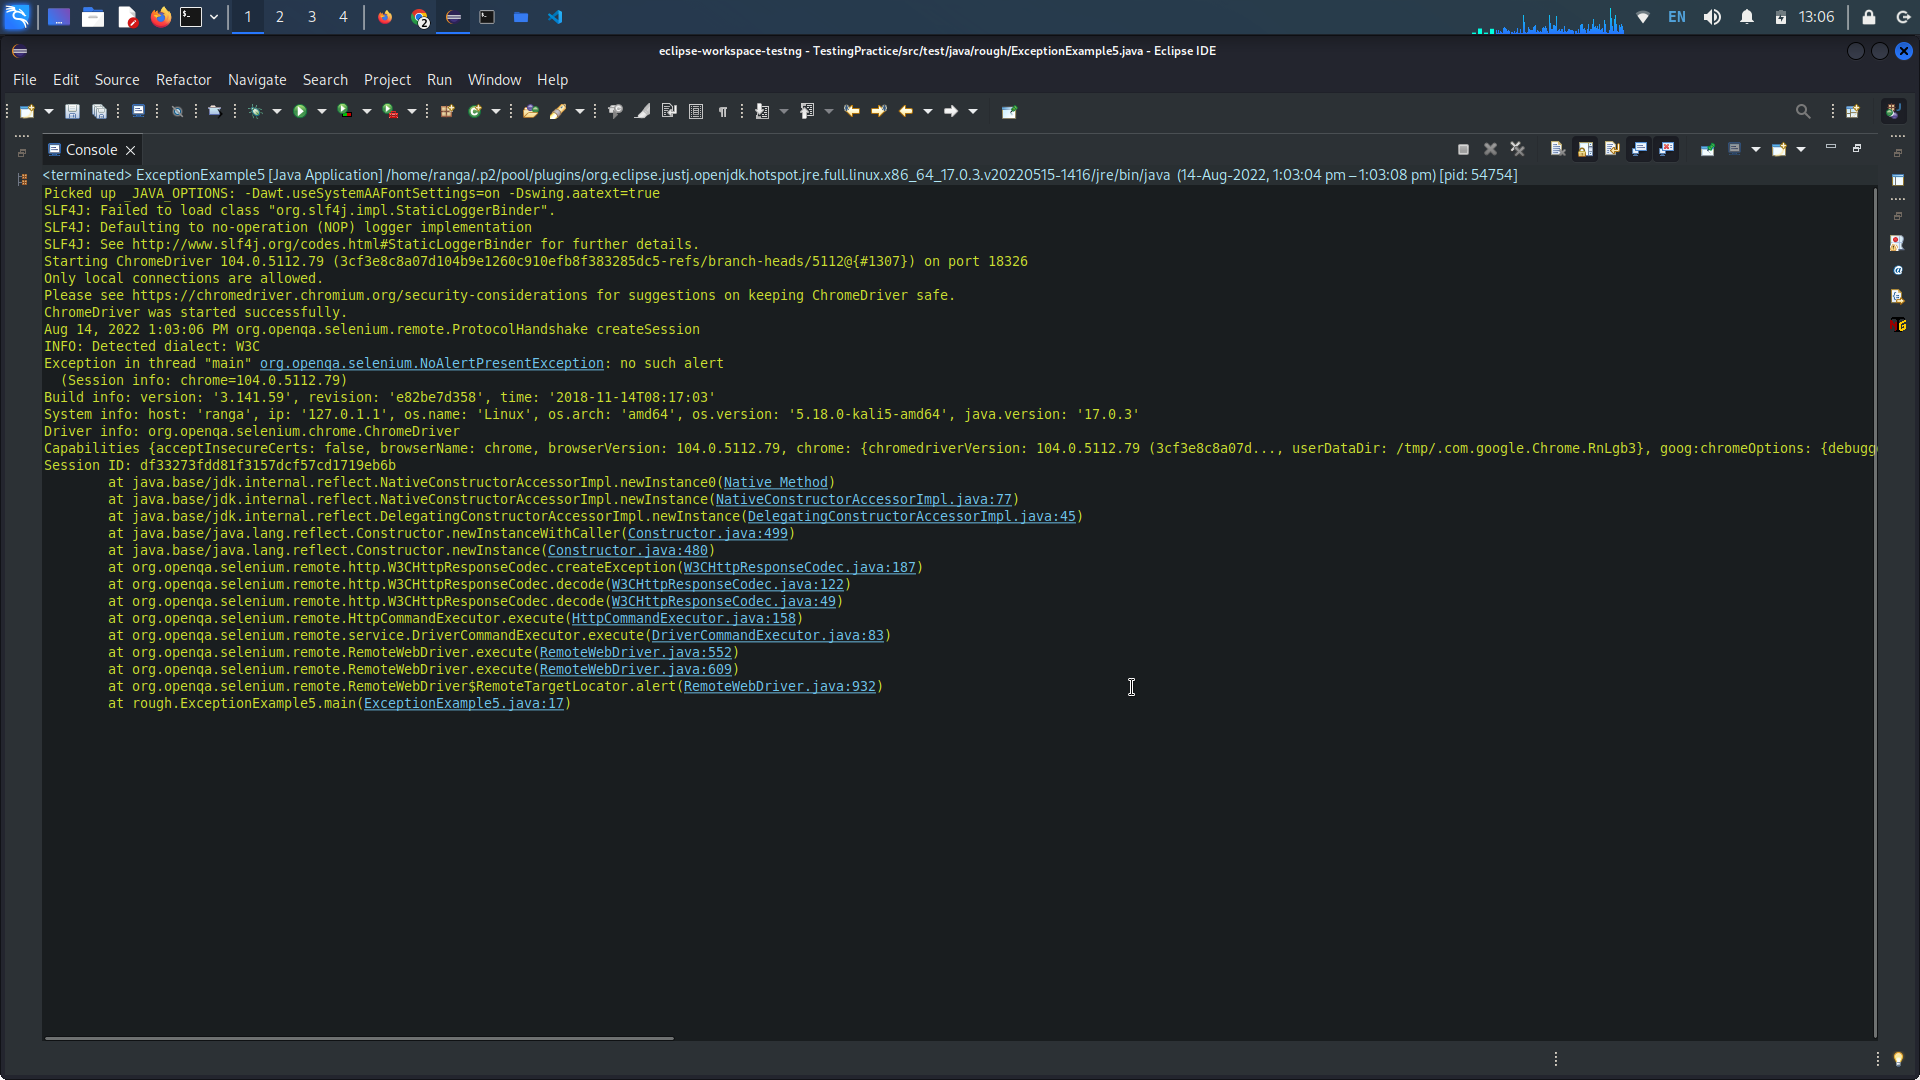 1 2 3 4 2 EN 13:06
eclipse-workspace-testng - TestingPractice/src/test/java/rough/ExceptionExample5.java - Eclipse IDE
File Edit Source Refactor Navigate Search Project Run Window Help
Console
<terminated> ExceptionExample5 [Java Application] /home/ranga/.p2/pool/plugins/org.eclipse.justj.openjdk.hotspot.jre.full.linux.x86_64_17.0.3.v20220515-1416/jre/bin/java (14-Aug-2022, 1:03:04 pm – 1:03:08 pm) [pid: 54754]
Picked up _JAVA_OPTIONS: -Dawt.useSystemAAFontSettings=on -Dswing.aatext=true
SLF4J: Failed to load class "org.slf4j.impl.StaticLoggerBinder".
SLF4J: Defaulting to no-operation (NOP) logger implementation
SLF4J: See http://www.slf4j.org/codes.html#StaticLoggerBinder for further details.
Starting ChromeDriver 104.0.5112.79 (3cf3e8c8a07d104b9e1260c910efb8f383285dc5-refs/branch-heads/5112@{#1307}) on port 18326
Only local connections are allowed.
Please see https://chromedriver.chromium.org/security-considerations for suggestions on keeping ChromeDriver safe.
ChromeDriver was started successfully.
Aug 14, 2022 1:03:06 PM org.openqa.selenium.remote.ProtocolHandshake createSession
INFO: Detected dialect: W3C
Exception in thread "main" org.openqa.selenium.NoAlertPresentException: no such alert
(Session info: chrome=104.0.5112.79)
Build info: version: '3.141.59', revision: 'e82be7d358', time: '2018-11-14T08:17:03'
System info: host: 'ranga', ip: '127.0.1.1', os.name: 'Linux', os.arch: 'amd64', os.version: '5.18.0-kali5-amd64', java.version: '17.0.3'
Driver info: org.openqa.selenium.chrome.ChromeDriver
Capabilities {acceptInsecureCerts: false, browserName: chrome, browserVersion: 104.0.5112.79, chrome: {chromedriverVersion: 104.0.5112.79 (3cf3e8c8a07d..., userDataDir: /tmp/.com.google.Chrome.RnLgb3}, goog:chromeOptions: {debugg
Session ID: df33273fdd81f3157dcf57cd1719eb6b
at java.base/jdk.internal.reflect.NativeConstructorAccessorImpl.newInstance0(Native Method)
at java.base/jdk.internal.reflect.NativeConstructorAccessorImpl.newInstance(NativeConstructorAccessorImpl.java:77)
at java.base/jdk.internal.reflect.DelegatingConstructorAccessorImpl.newInstance(DelegatingConstructorAccessorImpl.java:45)
at java.base/java.lang.reflect.Constructor.newInstanceWithCaller(Constructor.java:499)
at java.base/java.lang.reflect.Constructor.newInstance(Constructor.java:480)
at org.openqa.selenium.remote.http.W3CHttpResponseCodec.createException(W3CHttpResponseCodec.java:187)
at org.openqa.selenium.remote.http.W3CHttpResponseCodec.decode(W3CHttpResponseCodec.java:122)
at org.openqa.selenium.remote.http.W3CHttpResponseCodec.decode(W3CHttpResponseCodec.java:49)
at org.openqa.selenium.remote.HttpCommandExecutor.execute(HttpCommandExecutor.java:158)
at org.openqa.selenium.remote.service.DriverCommandExecutor.execute(DriverCommandExecutor.java:83)
at org.openqa.selenium.remote.RemoteWebDriver.execute(RemoteWebDriver.java:552)
at org.openqa.selenium.remote.RemoteWebDriver.execute(RemoteWebDriver.java:609)
at org.openqa.selenium.remote.RemoteWebDriver$RemoteTargetLocator.alert(RemoteWebDriver.java:932)
at rough.ExceptionExample5.main(ExceptionExample5.java:17)